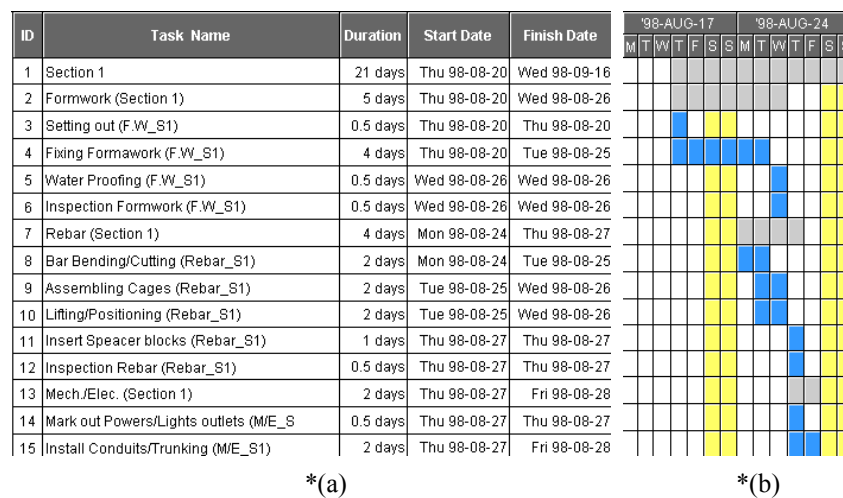 ID Task Name Duration Start Date Finish Date '98-AUG-17 '98-AUG-24
M T W T F S S M T W T F S S
1 Section 1 21 days Thu 98-08-20 Wed 98-09-16
2 Formwork (Section 1) 5 days Thu 98-08-20 Wed 98-08-26
3 Setting out (F.W_S1) 0.5 days Thu 98-08-20 Thu 98-08-20
4 Fixing Formawork (F.W_S1) 4 days Thu 98-08-20 Tue 98-08-25
5 Water Proofing (F.W_S1) 0.5 days Wed 98-08-26 Wed 98-08-26
6 Inspection Formwork (F.W_S1) 0.5 days Wed 98-08-26 Wed 98-08-26
7 Rebar (Section 1) 4 days Mon 98-08-24 Thu 98-08-27
8 Bar Bending/Cutting (Rebar_S1) 2 days Mon 98-08-24 Tue 98-08-25
9 Assembling Cages (Rebar_S1) 2 days Tue 98-08-25 Wed 98-08-26
10 Lifting/Positioning (Rebar_S1) 2 days Tue 98-08-25 Wed 98-08-26
11 Insert Speacer blocks (Rebar_S1) 1 days Thu 98-08-27 Thu 98-08-27
12 Inspection Rebar (Rebar_S1) 0.5 days Thu 98-08-27 Thu 98-08-27
13 Mech./Elec. (Section 1) 2 days Thu 98-08-27 Fri 98-08-28
14 Mark out Powers/Lights outlets (M/E_S 0.5 days Thu 98-08-27 Thu 98-08-27
15 Install Conduits/Trunking (M/E_S1) 2 days Thu 98-08-27 Fri 98-08-28
*(a) *(b)